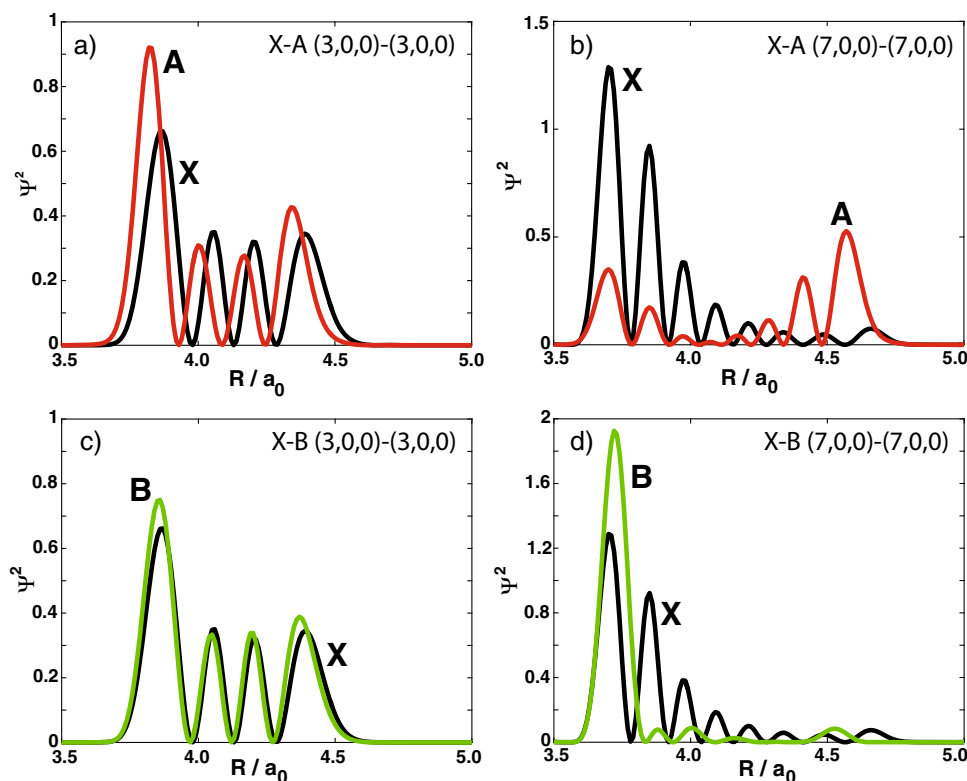 a)
X-A (3,0,0)-(3,0,0)
A
X
Ψ²
1
0.8
0.6
0.4
0.2
0
3.5
4.0
4.5
5.0
R / a₀
b)
X-A (7,0,0)-(7,0,0)
X
A
Ψ²
1.5
1
0.5
0
3.5
4.0
4.5
5.0
R / a₀
c)
X-B (3,0,0)-(3,0,0)
B
X
Ψ²
1
0.8
0.6
0.4
0.2
0
3.5
4.0
4.5
5.0
R / a₀
d)
X-B (7,0,0)-(7,0,0)
B
X
Ψ²
2
1.6
1.2
0.8
0.4
0
3.5
4.0
4.5
5.0
R / a₀